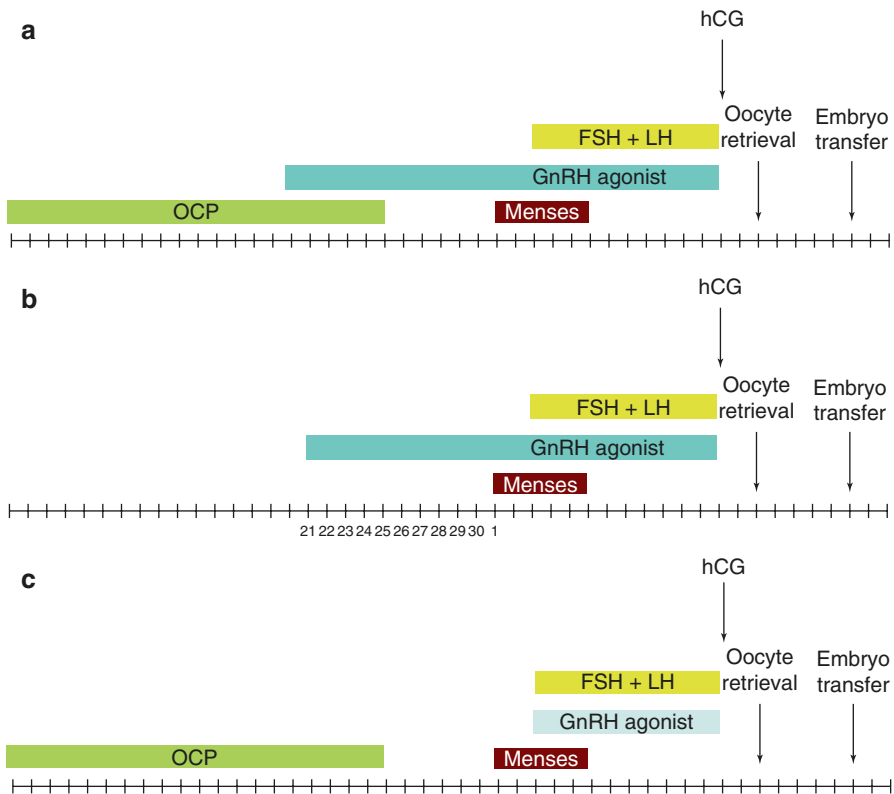 a
hCG
Oocyte
retrieval
Embryo
transfer
FSH + LH
GnRH agonist
OCP
Menses
b
hCG
Oocyte
retrieval
Embryo
transfer
FSH + LH
GnRH agonist
Menses
21 22 23 24 25 26 27 28 29 30 1
c
hCG
Oocyte
retrieval
Embryo
transfer
FSH + LH
GnRH agonist
OCP
Menses